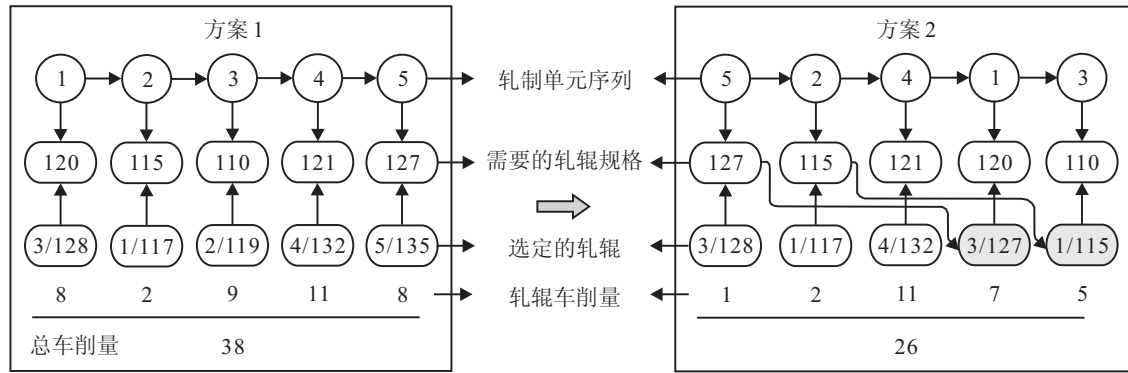 方案 1
方案 2
1 2 3 4 5 轧制单元序列 5 2 4 1 3
120 115 110 121 127 需要的轧辊规格 127 115 121 120 110
3/128 1/117 2/119 4/132 5/135 选定的轧辊 3/128 1/117 4/132 3/127 1/115
8 2 9 11 8 轧辊车削量 1 2 11 7 5
总车削量 38 26